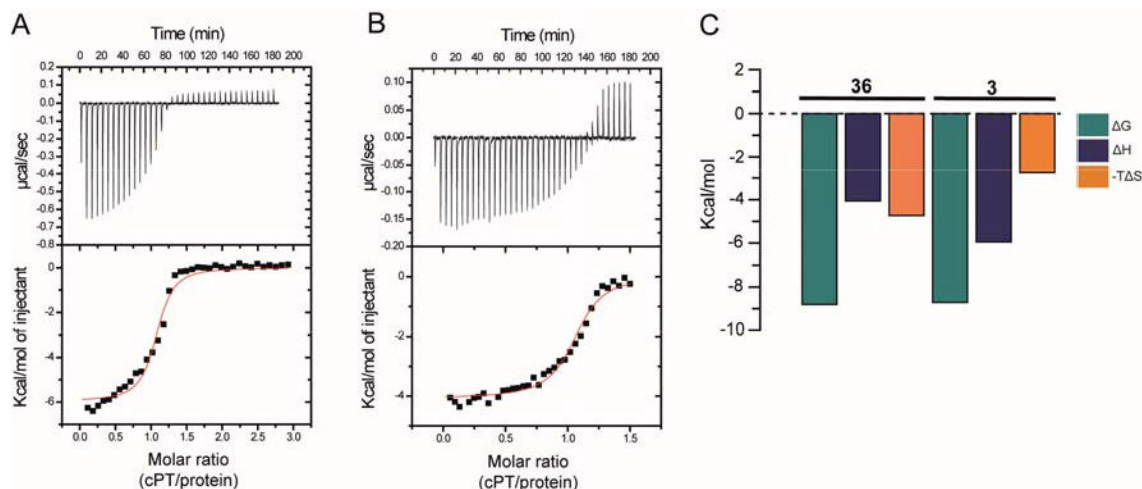 A
Time (min)
0 20 40 60 80 100 120 140 160 180 200
0.2
0.1
0.0
-0.1
-0.2
-0.3
-0.4
-0.5
-0.6
-0.7
-0.8
µcal/sec
0
-2
-4
-6
Kcal/mol of injectant
0.0 0.5 1.0 1.5 2.0 2.5 3.0
Molar ratio
(cPT/protein)
B
Time (min)
0 20 40 60 80 100 120 140 160 180 200
0.10
0.05
0.00
-0.05
-0.10
-0.15
-0.20
µcal/sec
0
-2
-4
Kcal/mol of injectant
0.0 0.5 1.0 1.5
Molar ratio
(cPT/protein)
C
36 3
2
0
-2
-4
-6
-8
-10
Kcal/mol
ΔG
ΔH
-TΔS